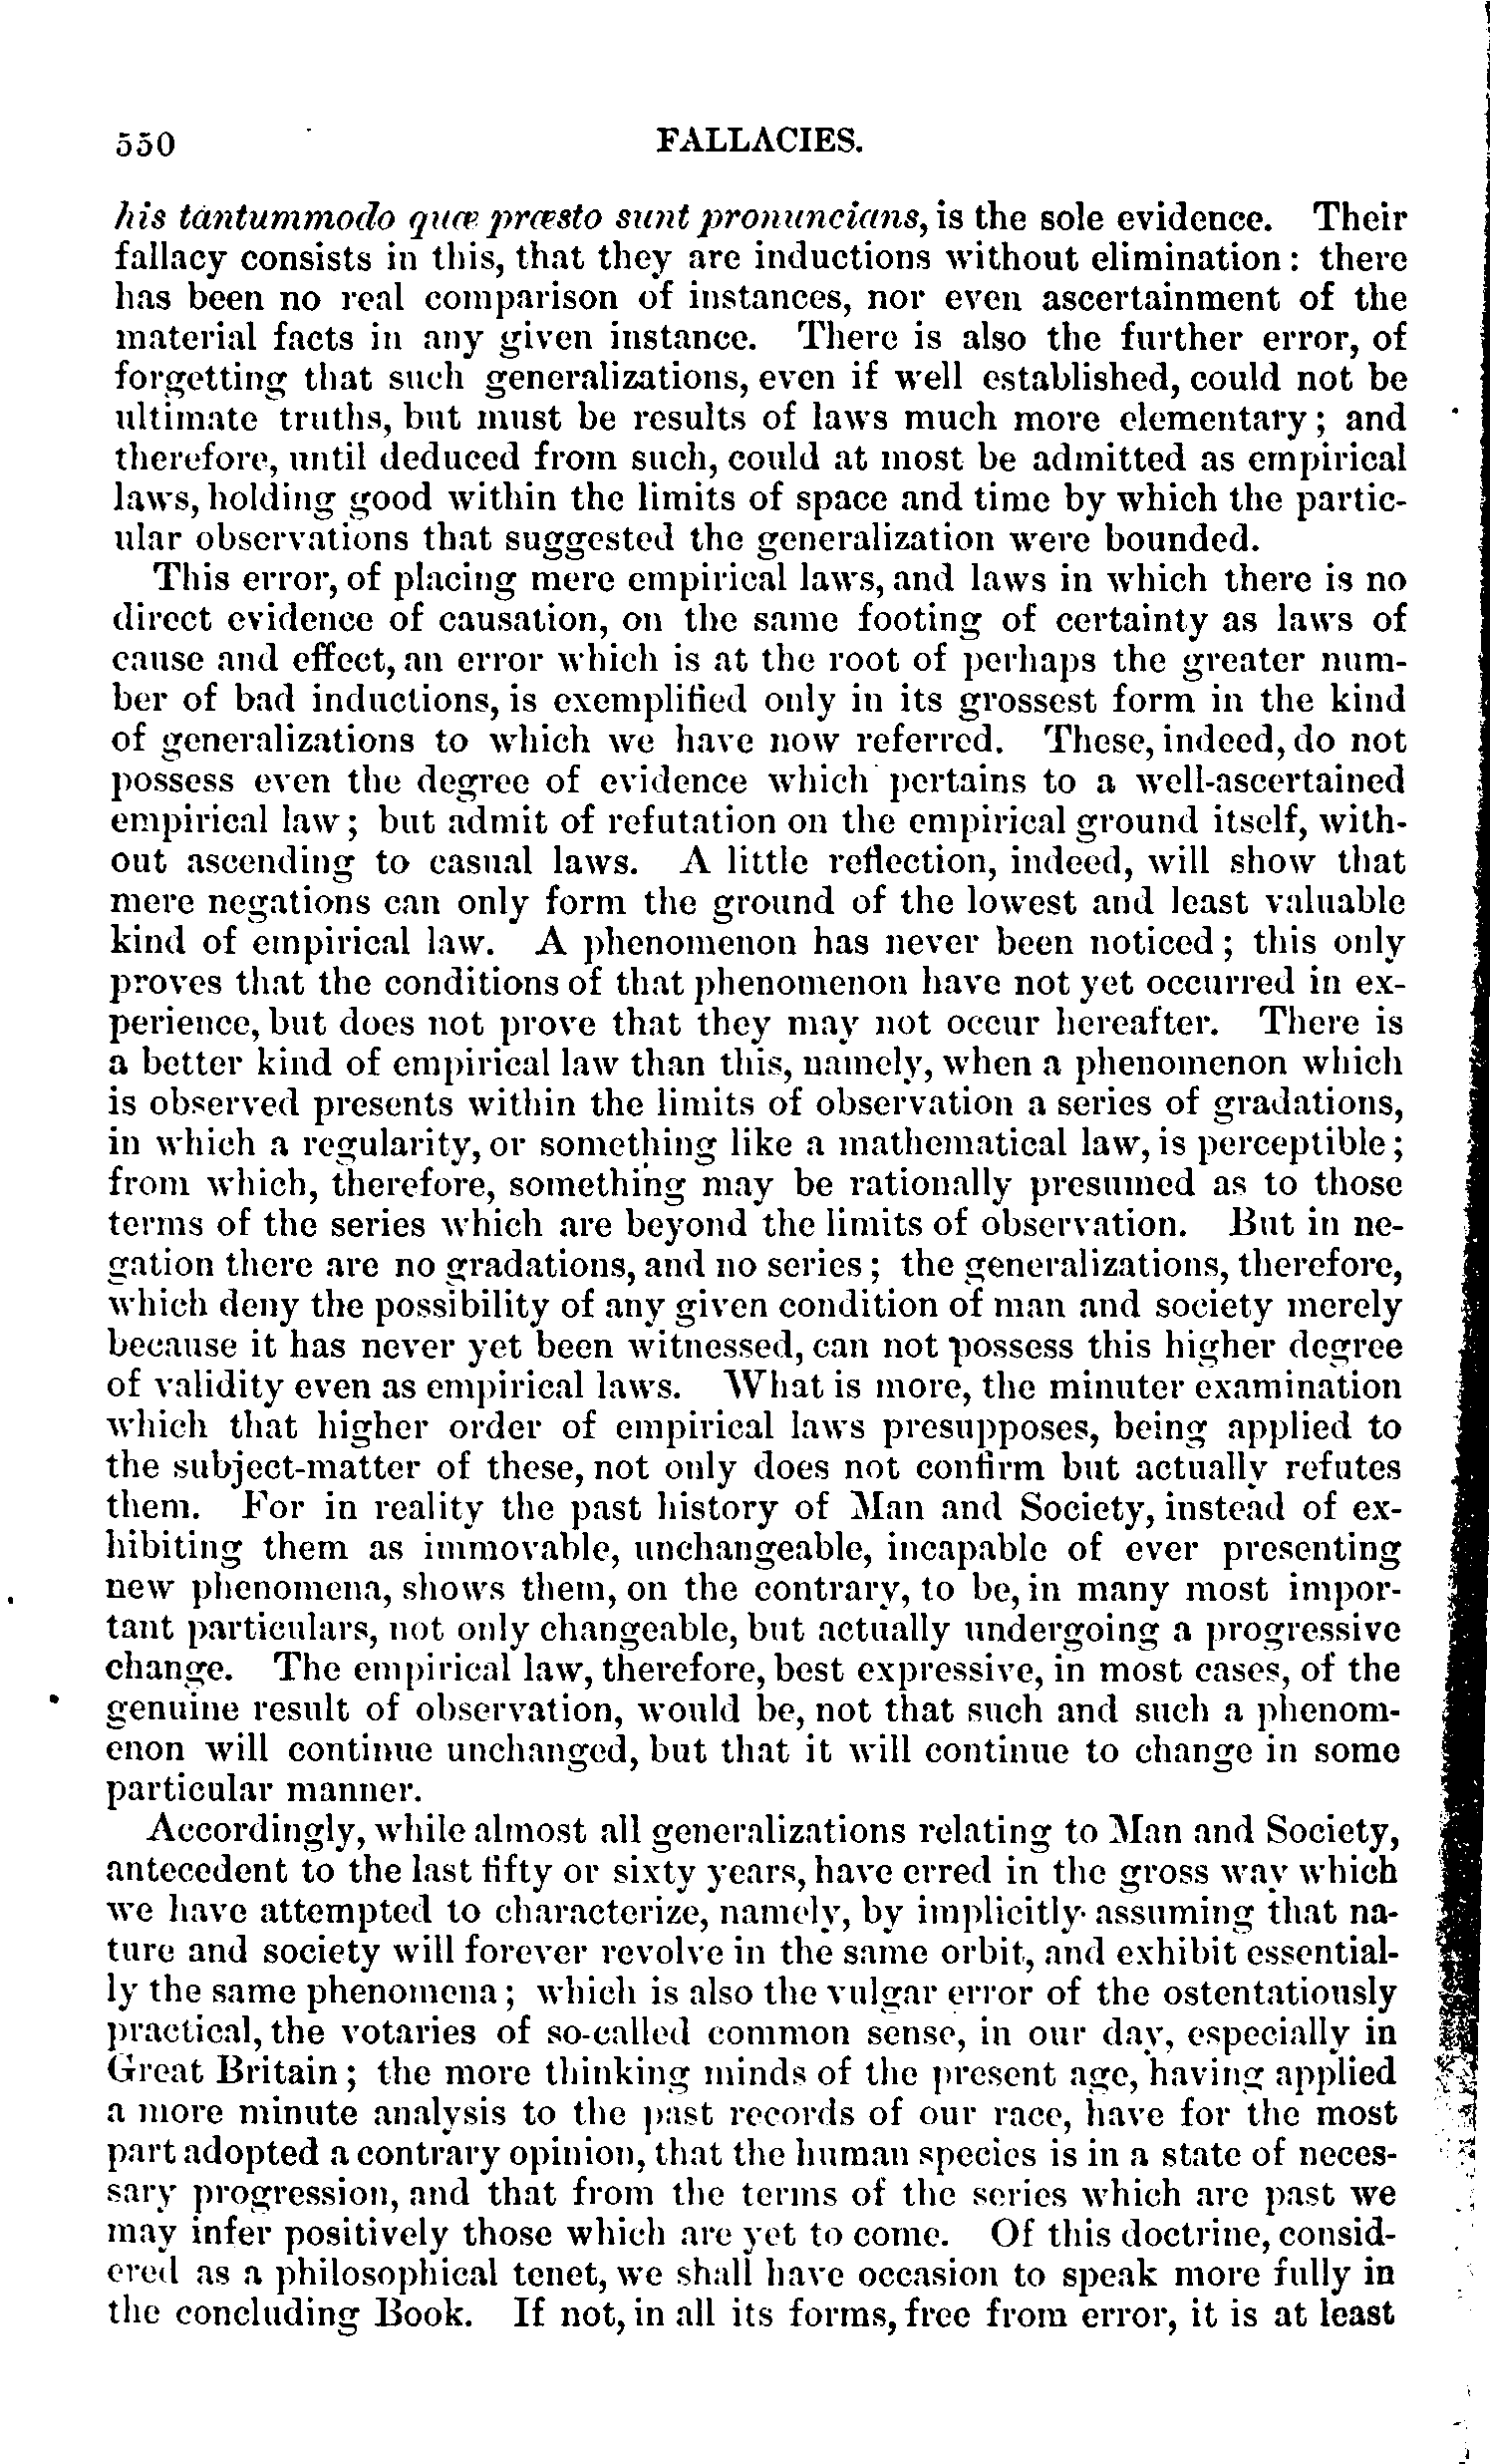 550 FALLACIES.
his tantummodo quæ præsto sunt pronuncians, is the sole evidence. Their
fallacy consists in this, that they are inductions without elimination: there
has been no real comparison of instances, nor even ascertainment of the
material facts in any given instance. There is also the further error, of
forgetting that such generalizations, even if well established, could not be
ultimate truths, but must be results of laws much more elementary; and
therefore, until deduced from such, could at most be admitted as empirical
laws, holding good within the limits of space and time by which the partic-
ular observations that suggested the generalization were bounded.
This error, of placing mere empirical laws, and laws in which there is no
direct evidence of causation, on the same footing of certainty as laws of
cause and effect, an error which is at the root of perhaps the greater num-
ber of bad inductions, is exemplified only in its grossest form in the kind
of generalizations to which we have now referred. These, indeed, do not
possess even the degree of evidence which pertains to a well-ascertained
empirical law; but admit of refutation on the empirical ground itself, with-
out ascending to casual laws. A little reflection, indeed, will show that
mere negations can only form the ground of the lowest and least valuable
kind of empirical law. A phenomenon has never been noticed; this only
proves that the conditions of that phenomenon have not yet occurred in ex-
perience, but does not prove that they may not occur hereafter. There is
a better kind of empirical law than this, namely, when a phenomenon which
is observed presents within the limits of observation a series of gradations,
in which a regularity, or something like a mathematical law, is perceptible;
from which, therefore, something may be rationally presumed as to those
terms of the series which are beyond the limits of observation. But in ne-
gation there are no gradations, and no series; the generalizations, therefore,
which deny the possibility of any given condition of man and society merely
because it has never yet been witnessed, can not possess this higher degree
of validity even as empirical laws. What is more, the minuter examination
which that higher order of empirical laws presupposes, being applied to
the subject-matter of these, not only does not confirm but actually refutes
them. For in reality the past history of Man and Society, instead of ex-
hibiting them as immovable, unchangeable, incapable of ever presenting
new phenomena, shows them, on the contrary, to be, in many most impor-
tant particulars, not only changeable, but actually undergoing a progressive
change. The empirical law, therefore, best expressive, in most cases, of the
genuine result of observation, would be, not that such and such a phenom-
enon will continue unchanged, but that it will continue to change in some
particular manner.
Accordingly, while almost all generalizations relating to Man and Society,
antecedent to the last fifty or sixty years, have erred in the gross way which
we have attempted to characterize, namely, by implicitly assuming that na-
ture and society will forever revolve in the same orbit, and exhibit essential-
ly the same phenomena; which is also the vulgar error of the ostentatiously
practical, the votaries of so-called common sense, in our day, especially in
Great Britain; the more thinking minds of the present age, having applied
a more minute analysis to the past records of our race, have for the most
part adopted a contrary opinion, that the human species is in a state of neces-
sary progression, and that from the terms of the series which are past we
may infer positively those which are yet to come. Of this doctrine, consid-
ered as a philosophical tenet, we shall have occasion to speak more fully in
the concluding Book. If not, in all its forms, free from error, it is at least